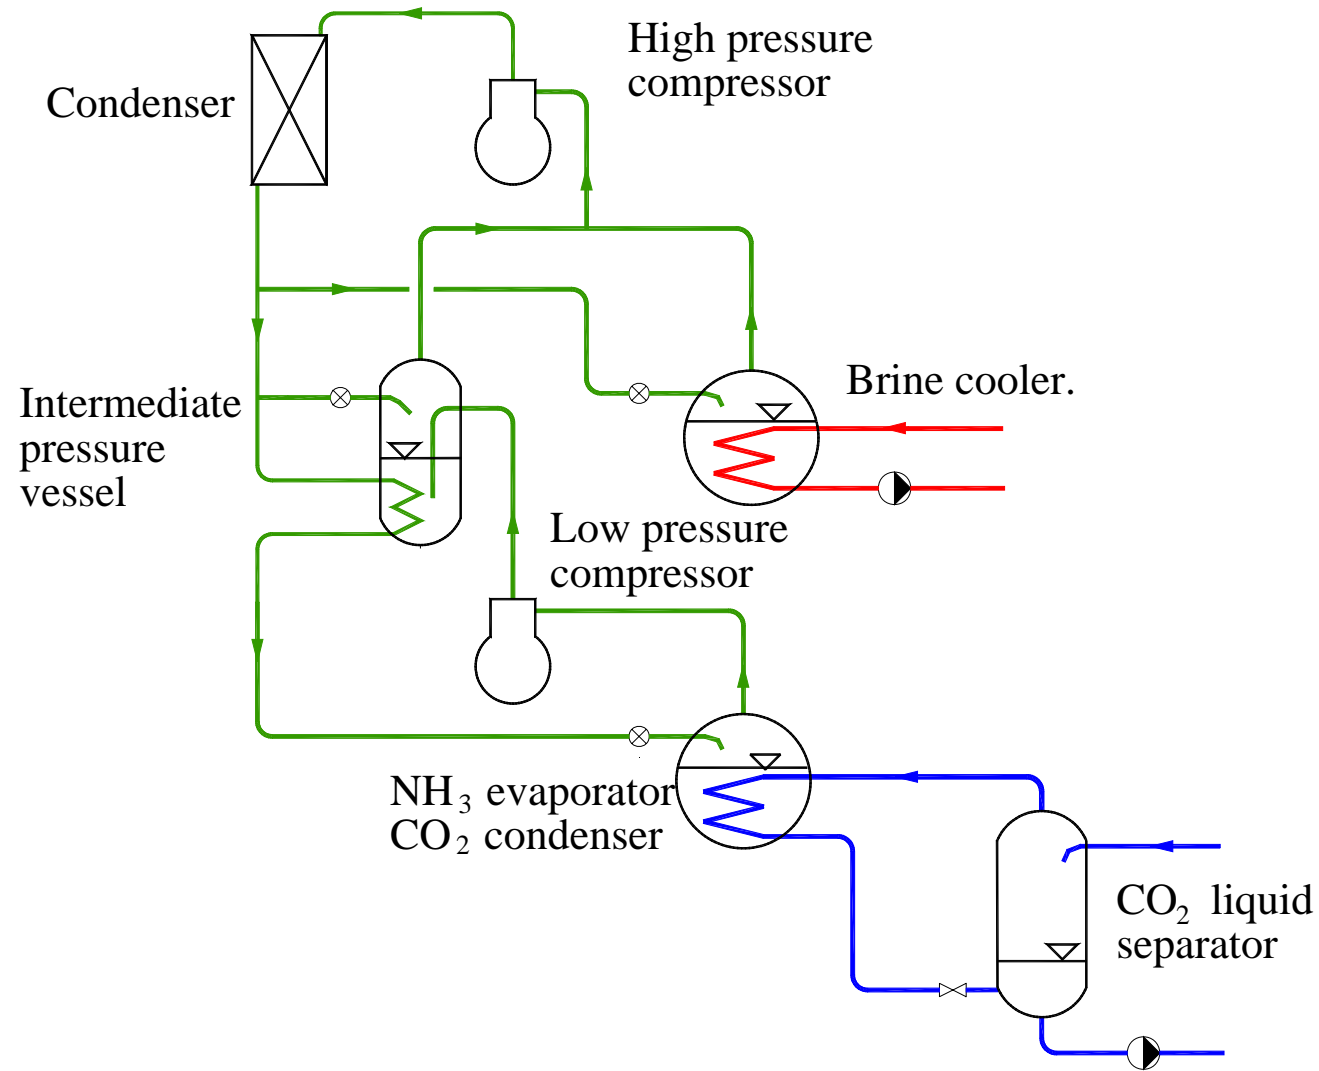 High pressure
compressor
Condenser
Brine cooler.
Intermediate
pressure
vessel
Low pressure
compressor
NH₃ evaporator
CO₂ condenser
CO₂ liquid
separator